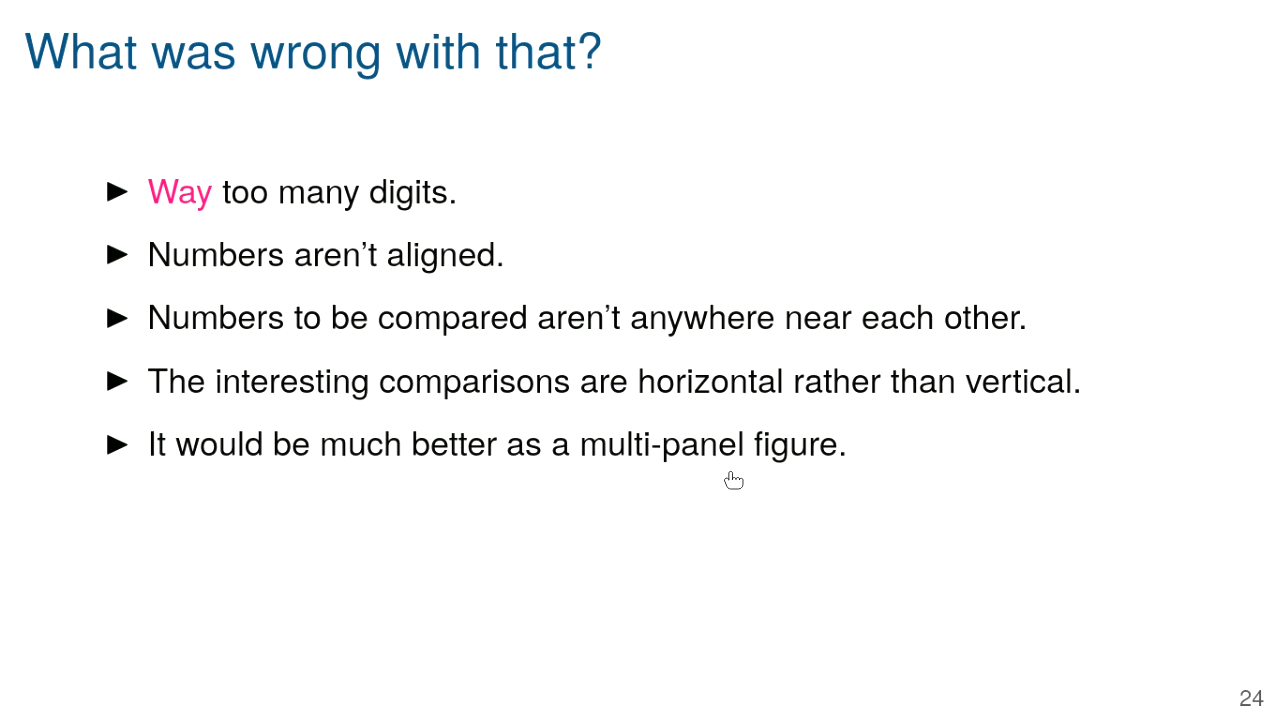 What was wrong with that?
▶ Way too many digits.
▶ Numbers aren't aligned.
▶ Numbers to be compared aren't anywhere near each other.
▶ The interesting comparisons are horizontal rather than vertical.
▶ It would be much better as a multi-panel figure.
24